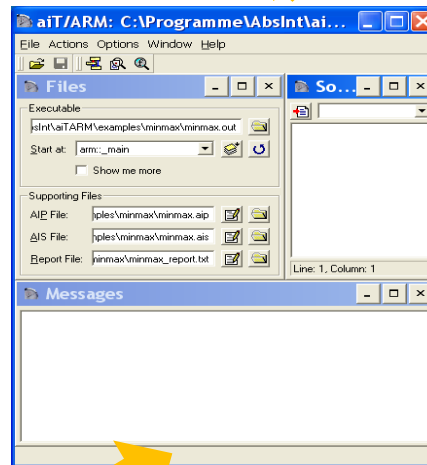 aiT/ARM: C:\Programme\AbsInt\ai...
File Actions Options Window Help
Files
So...
Executable
sInt\aiTARM\examples\minmax\minmax.out
Start at: arm::_main
Show me more
Supporting Files
AIP File: ples\minmax\minmax.aip
AIS File: ples\minmax\minmax.ais
Report File: minmax\minmax_report.txt
Line: 1, Column: 1
Messages